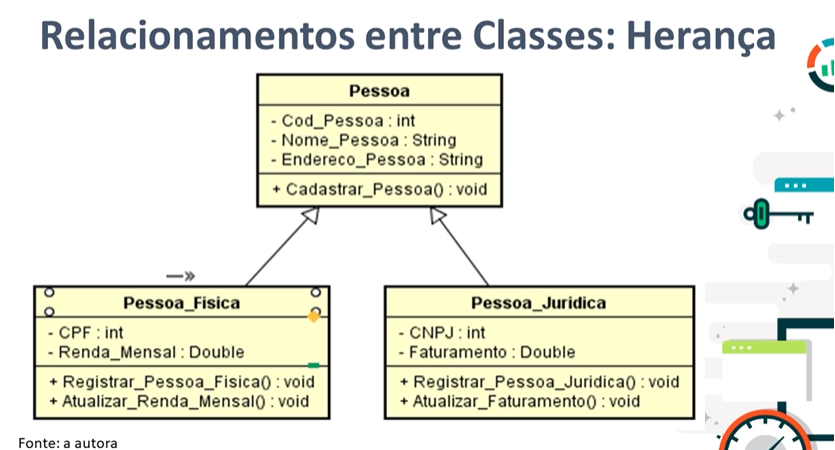 Relacionamentos entre Classes: Herança
Pessoa
- Cod_Pessoa : int
- Nome_Pessoa : String
- Endereco_Pessoa : String
+ Cadastrar_Pessoa() : void
Pessoa_Fisica
- CPF : int
- Renda_Mensal : Double
+ Registrar_Pessoa_Fisica() : void
+ Atualizar_Renda_Mensal() : void
Pessoa_Juridica
- CNPJ : int
- Faturamento : Double
+ Registrar_Pessoa_Juridica() : void
+ Atualizar_Faturamento() : void
Fonte: a autora